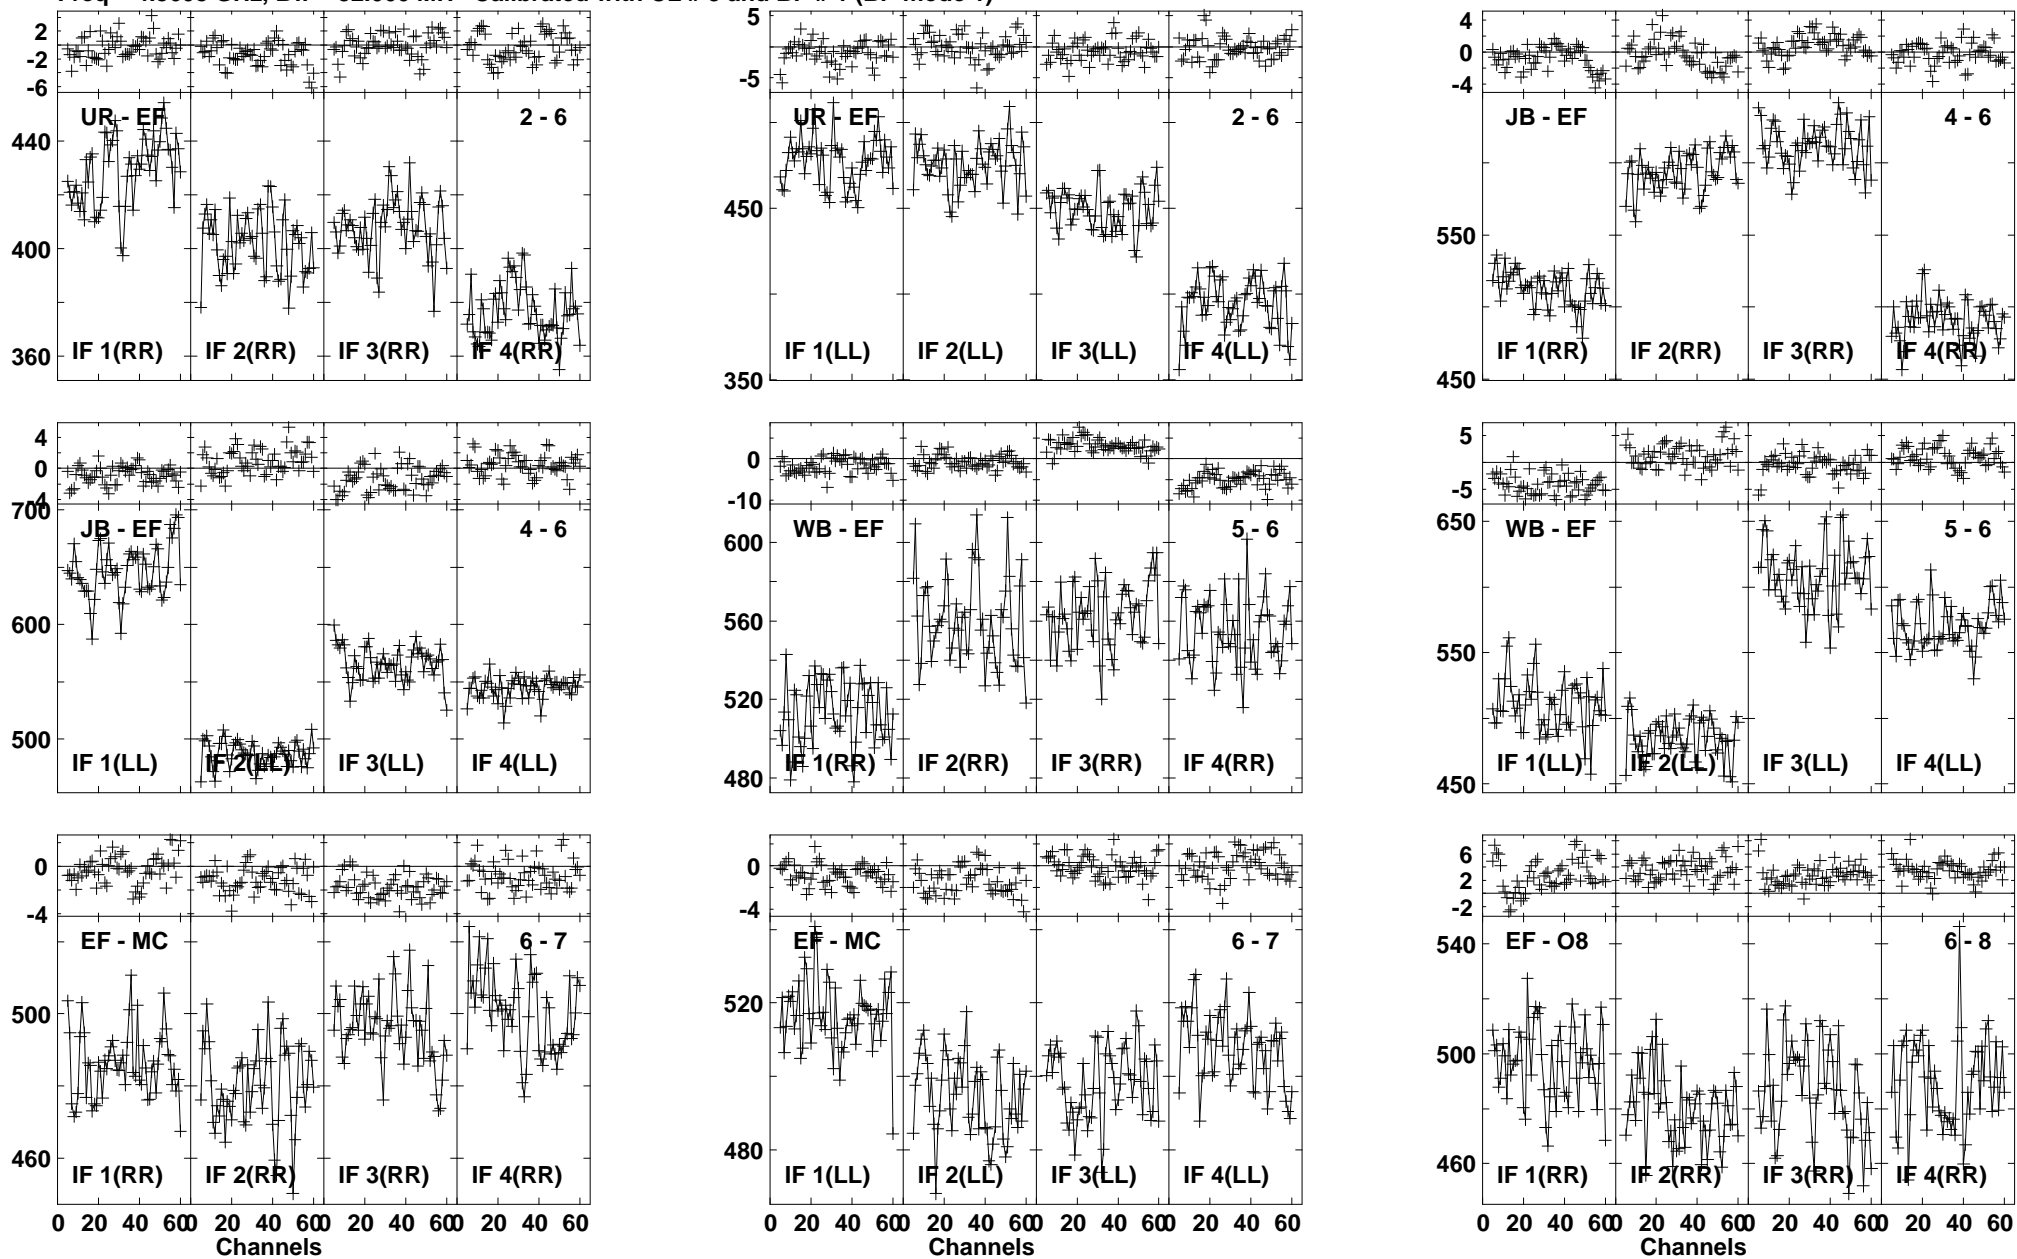 Calibrated with CL # and BP # 1 (BP mode 1)
2
-2
-6
440
400
360
UR - EF
2 - 6
IF 1(RR)
IF 2(RR)
IF 3(RR)
IF 4(RR)
5
-5
450
350
UR - EF
2 - 6
IF 1(LL)
IF 2(LL)
IF 3(LL)
IF 4(LL)
4
0
-4
550
450
JB - EF
4 - 6
IF 1(RR)
IF 2(RR)
IF 3(RR)
IF 4(RR)
4
0
-4
700
600
500
JB - EF
4 - 6
IF 1(LL)
IF 2(LL)
IF 3(LL)
IF 4(LL)
0
-10
600
560
520
480
WB - EF
5 - 6
IF 1(RR)
IF 2(RR)
IF 3(RR)
IF 4(RR)
5
-5
650
550
450
WB - EF
5 - 6
IF 1(LL)
IF 2(LL)
IF 3(LL)
IF 4(LL)
0
-4
500
460
EF - MC
6 - 7
IF 1(RR)
IF 2(RR)
IF 3(RR)
IF 4(RR)
0 20 40 60 0 20 40 60 0 20 40 60 0 20 40 60
Channels
0
-4
520
480
EF - MC
6 - 7
IF 1(LL)
IF 2(LL)
IF 3(LL)
IF 4(LL)
0 20 40 60 0 20 40 60 0 20 40 60 0 20 40 60
Channels
6
2
-2
540
500
460
EF - O8
6 - 8
IF 1(RR)
IF 2(RR)
IF 3(RR)
IF 4(RR)
0 20 40 60 0 20 40 60 0 20 40 60 0 20 40 60
Channels